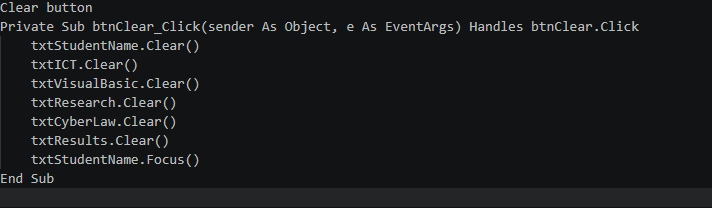 Clear button
Private Sub btnClear_Click(sender As Object, e As EventArgs) Handles btnClear.Click
    txtStudentName.Clear()
    txtICT.Clear()
    txtVisualBasic.Clear()
    txtResearch.Clear()
    txtCyberLaw.Clear()
    txtResults.Clear()
    txtStudentName.Focus()
End Sub